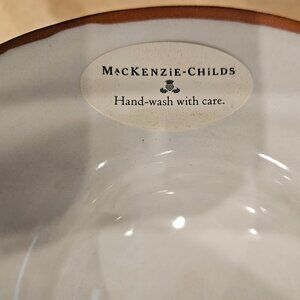 MACKENZIE-CHILDS
Hand-wash with care.